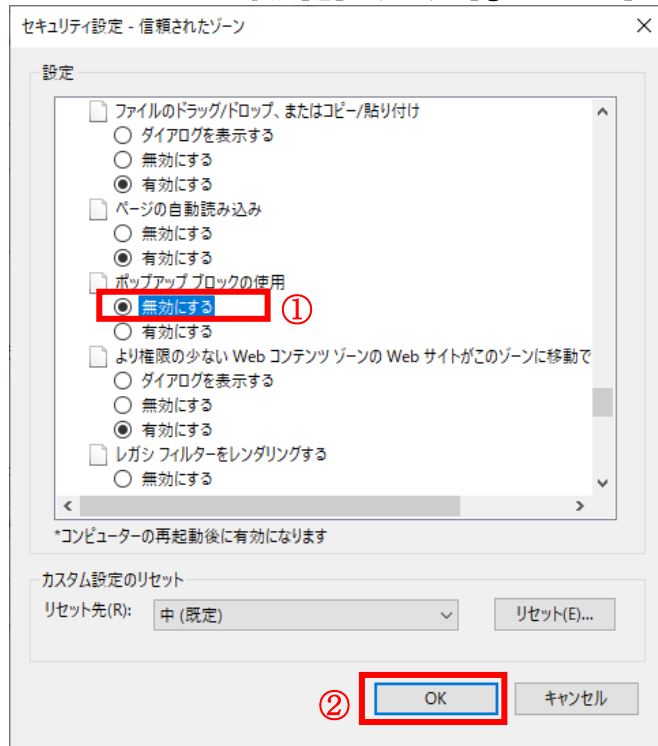 セキュリティ設定 - 信頼されたゾーン
設定
ファイルのドラッグ/ドロップ、またはコピー/貼り付け
ダイアログを表示する
無効にする
有効にする
ページの自動読み込み
無効にする
有効にする
ポップアップ ブロックの使用
無効にする
①
有効にする
より権限の少ない Web コンテンツ ゾーンの Web サイトがこのゾーンに移動で
ダイアログを表示する
無効にする
有効にする
レガシ フィルターをレンダリングする
無効にする
*コンピューターの再起動後に有効になります
カスタム設定のリセット
リセット先(R): 中 (既定) リセット(E)...
② OK キャンセル